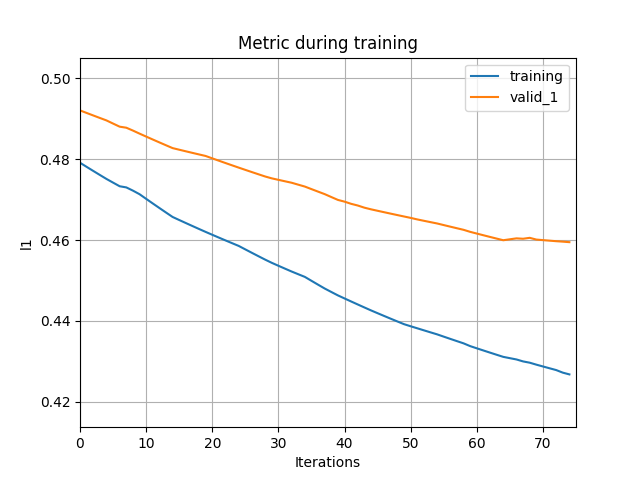 Metric during training
training
valid_1
0.50
0.48
0.46
0.44
0.42
l1
0 10 20 30 40 50 60 70
Iterations